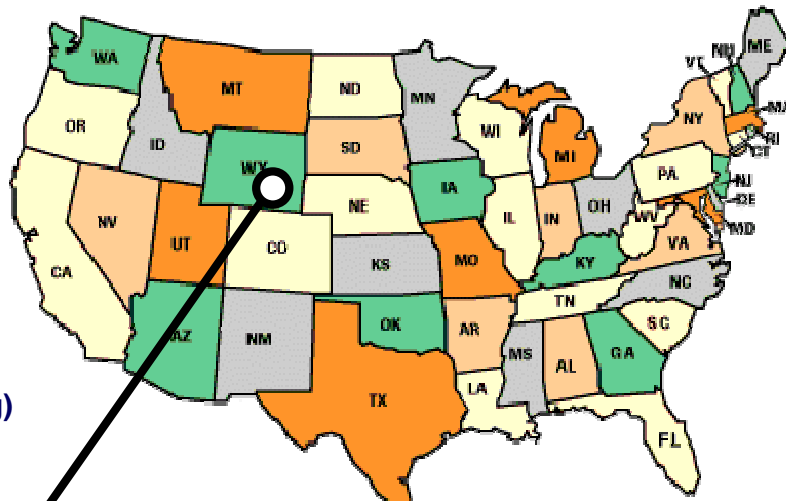 WA
MT
ND
MN
OR
ID
WY
SD
WI
MI
NY
VT
NH
ME
MA
RI
CT
NV
UT
CO
NE
IA
IL
IN
OH
PA
NJ
DE
MD
WV
VA
CA
KS
MO
KY
NC
TN
AZ
NM
OK
AR
MS
AL
GA
SC
TX
LA
FL
)